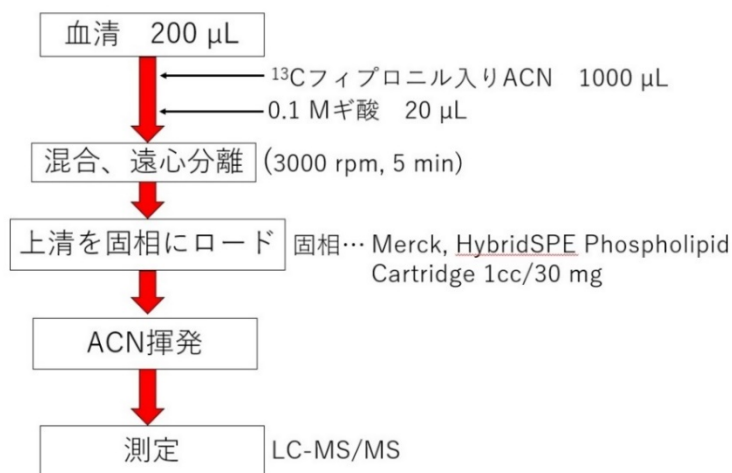 血清　200 μL
¹³Cフィプロニル入りACN　1000 μL
0.1 Mギ酸　20 μL
混合、遠心分離 (3000 rpm, 5 min)
上清を固相にロード 固相… Merck, HybridSPE Phospholipid
Cartridge 1cc/30 mg
ACN揮発
測定 LC-MS/MS